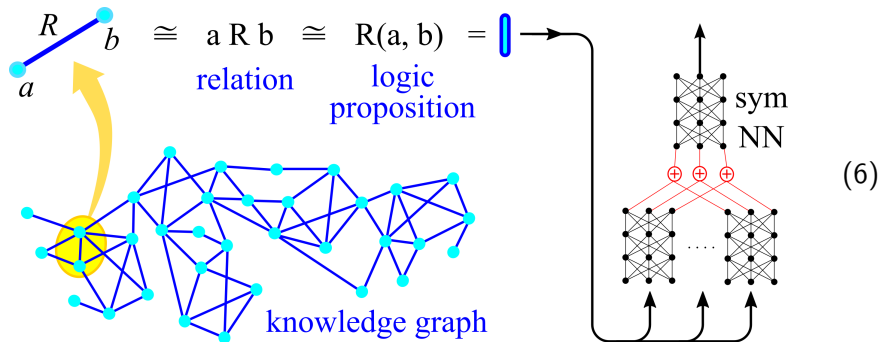 R
a
b
≅ a R b ≅ R(a, b) =
relation
logic
proposition
sym
NN
(6)
. . . .
knowledge graph